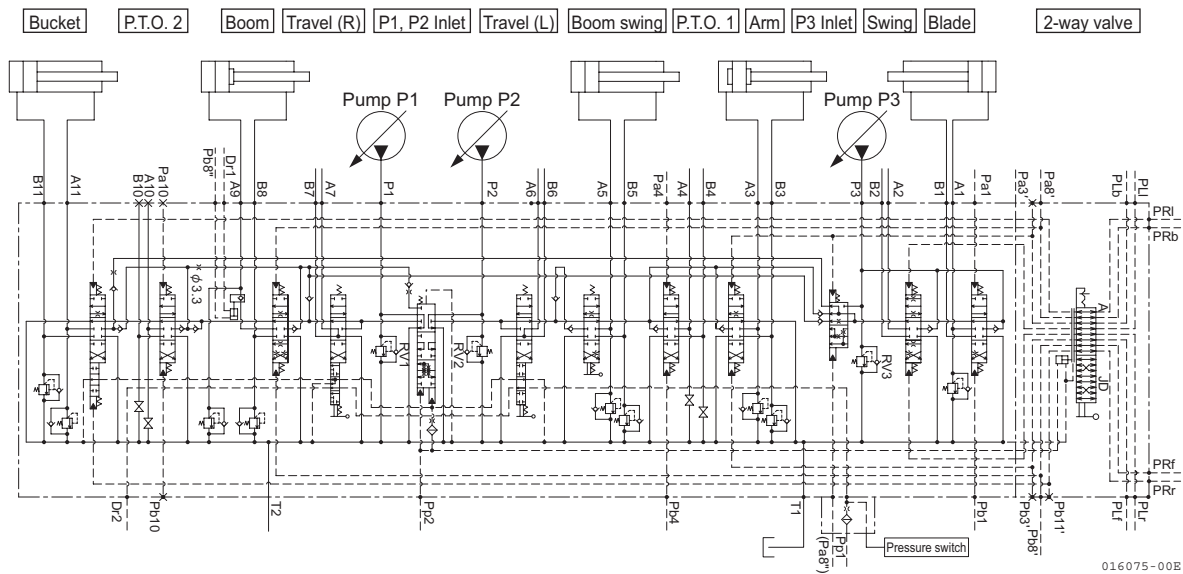 Bucket
P.T.O. 2
Boom
Travel (R)
P1, P2 Inlet
Travel (L)
Boom swing
P.T.O. 1
Arm
P3 Inlet
Swing
Blade
2-way valve
Pump P1
Pump P2
Pump P3
B11
A11
B10
A10
Pa10
Pb8"
Dr1
A9
B8
B7
A7
P1
P2
A6
B6
A5
B5
Pa4
A4
B4
A3
B3
P3
B2
A2
B1
A1
Pa1
Pa3'
Pa8'
PLb
PLl
PRl
PRb
ϕ3.3
RV1
RV2
RV3
A
JD
PRf
PRr
Dr2
Pb10
T2
Pp2
Pb4
T1
(Pa8")
Pp1
Pressure switch
Pb1
Pb3'
Pb8'
Pb11'
PLf
PLr
016075-00E